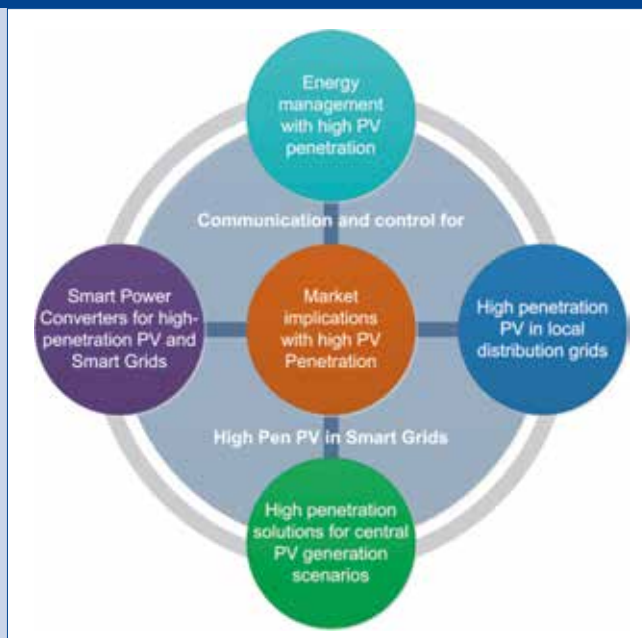 Energy
management
with high PV
penetration
Communication and control for
Smart Power
Converters for high-
penetration PV and
Smart Grids
Market
implications
with high PV
Penetration
High penetration
PV in local
distribution grids
High Pen PV in Smart Grids
High penetration
solutions for central
PV generation
scenarios